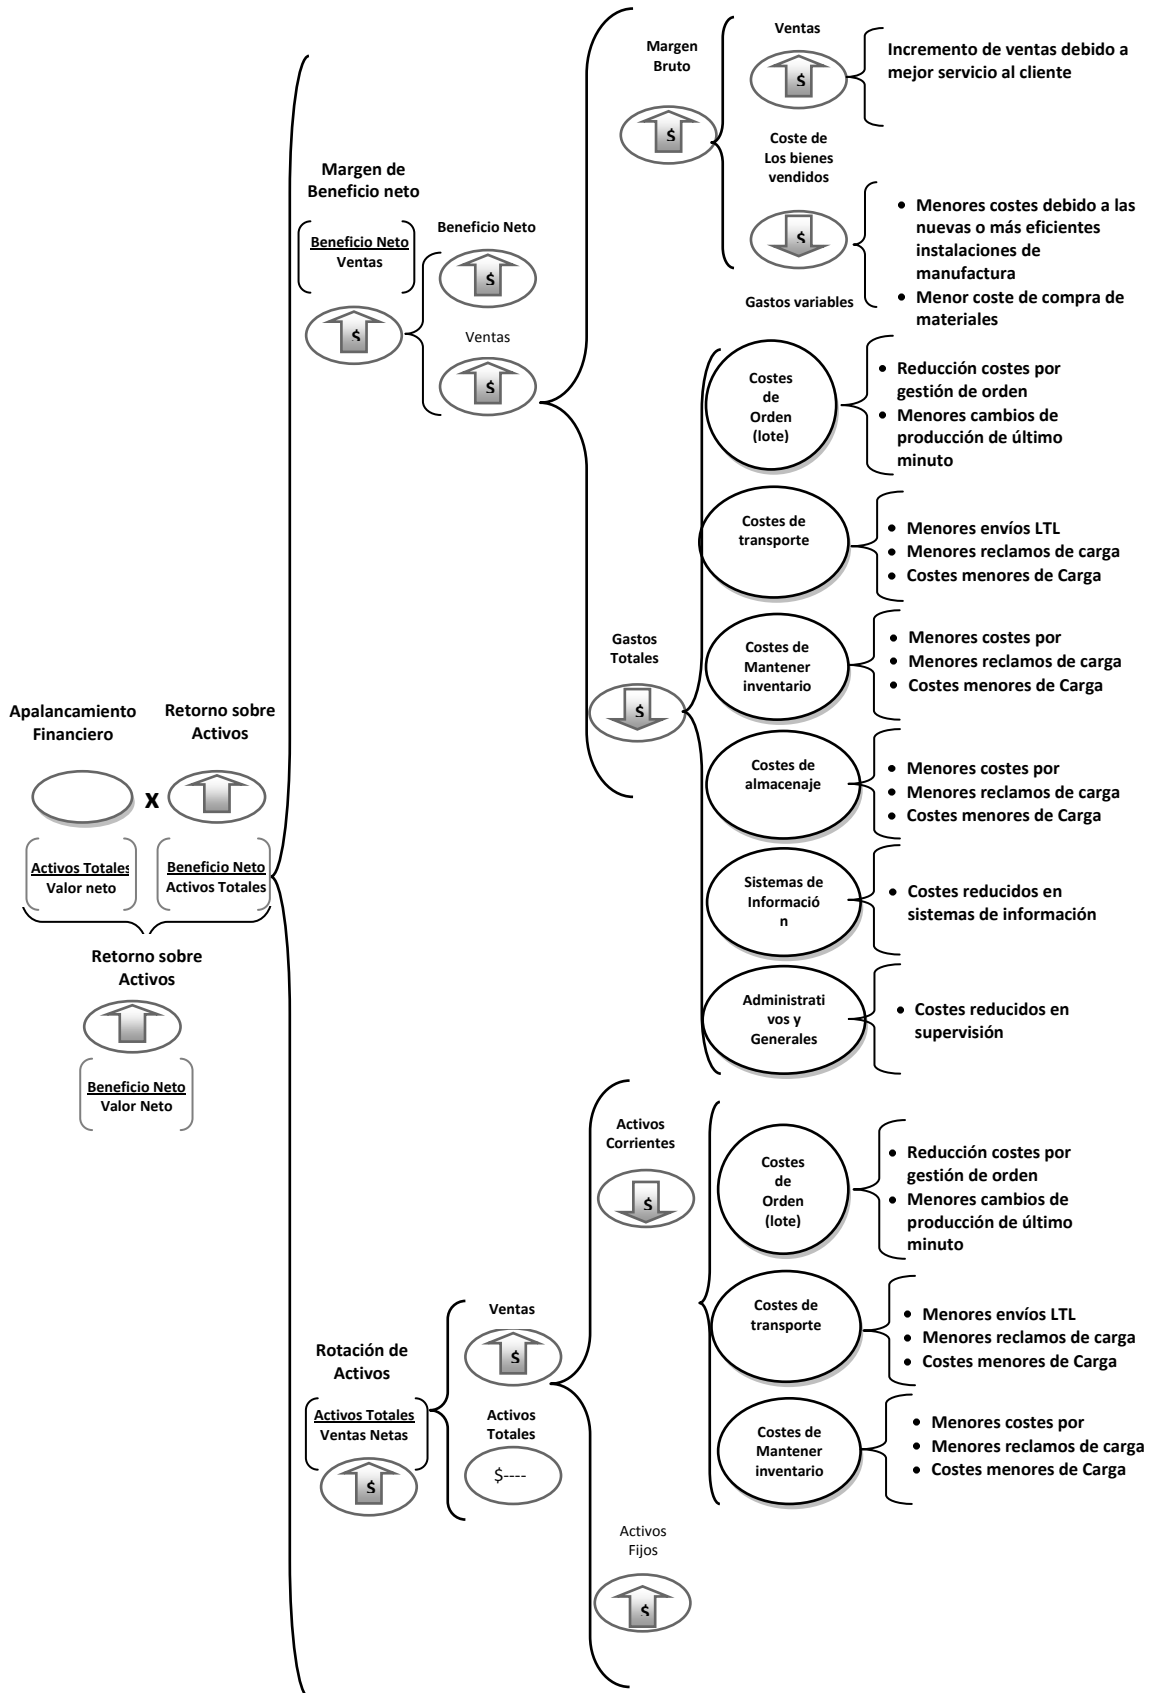 Apalancamiento
Financiero
Retorno sobre
Activos
x
Activos Totales
Valor neto
Beneficio Neto
Activos Totales
Retorno sobre
Activos
Beneficio Neto
Valor Neto
Margen de
Beneficio neto
Beneficio Neto
Ventas
$
Beneficio Neto
$
Ventas
$
Margen
Bruto
$
Ventas
$
Incremento de ventas debido a
mejor servicio al cliente
Coste de
Los bienes
vendidos
$
• Menores costes debido a las
nuevas o más eficientes
instalaciones de
manufactura
• Menor coste de compra de
materiales
Gastos variables
Gastos
Totales
$
Costes
de
Orden
(lote)
• Reducción costes por
gestión de orden
• Menores cambios de
producción de último
minuto
Costes de
transporte
• Menores envíos LTL
• Menores reclamos de carga
• Costes menores de Carga
Costes de
Mantener
inventario
• Menores costes por
• Menores reclamos de carga
• Costes menores de Carga
Costes de
almacenaje
• Menores costes por
• Menores reclamos de carga
• Costes menores de Carga
Sistemas de
Informació
n
• Costes reducidos en
sistemas de información
Administrati
vos y
Generales
• Costes reducidos en
supervisión
Rotación de
Activos
Activos Totales
Ventas Netas
$
Ventas
$
Activos
Totales
$----
Activos
Corrientes
$
Costes
de
Orden
(lote)
• Reducción costes por
gestión de orden
• Menores cambios de
producción de último
minuto
Costes de
transporte
• Menores envíos LTL
• Menores reclamos de carga
• Costes menores de Carga
Costes de
Mantener
inventario
• Menores costes por
• Menores reclamos de carga
• Costes menores de Carga
Activos
Fijos
$